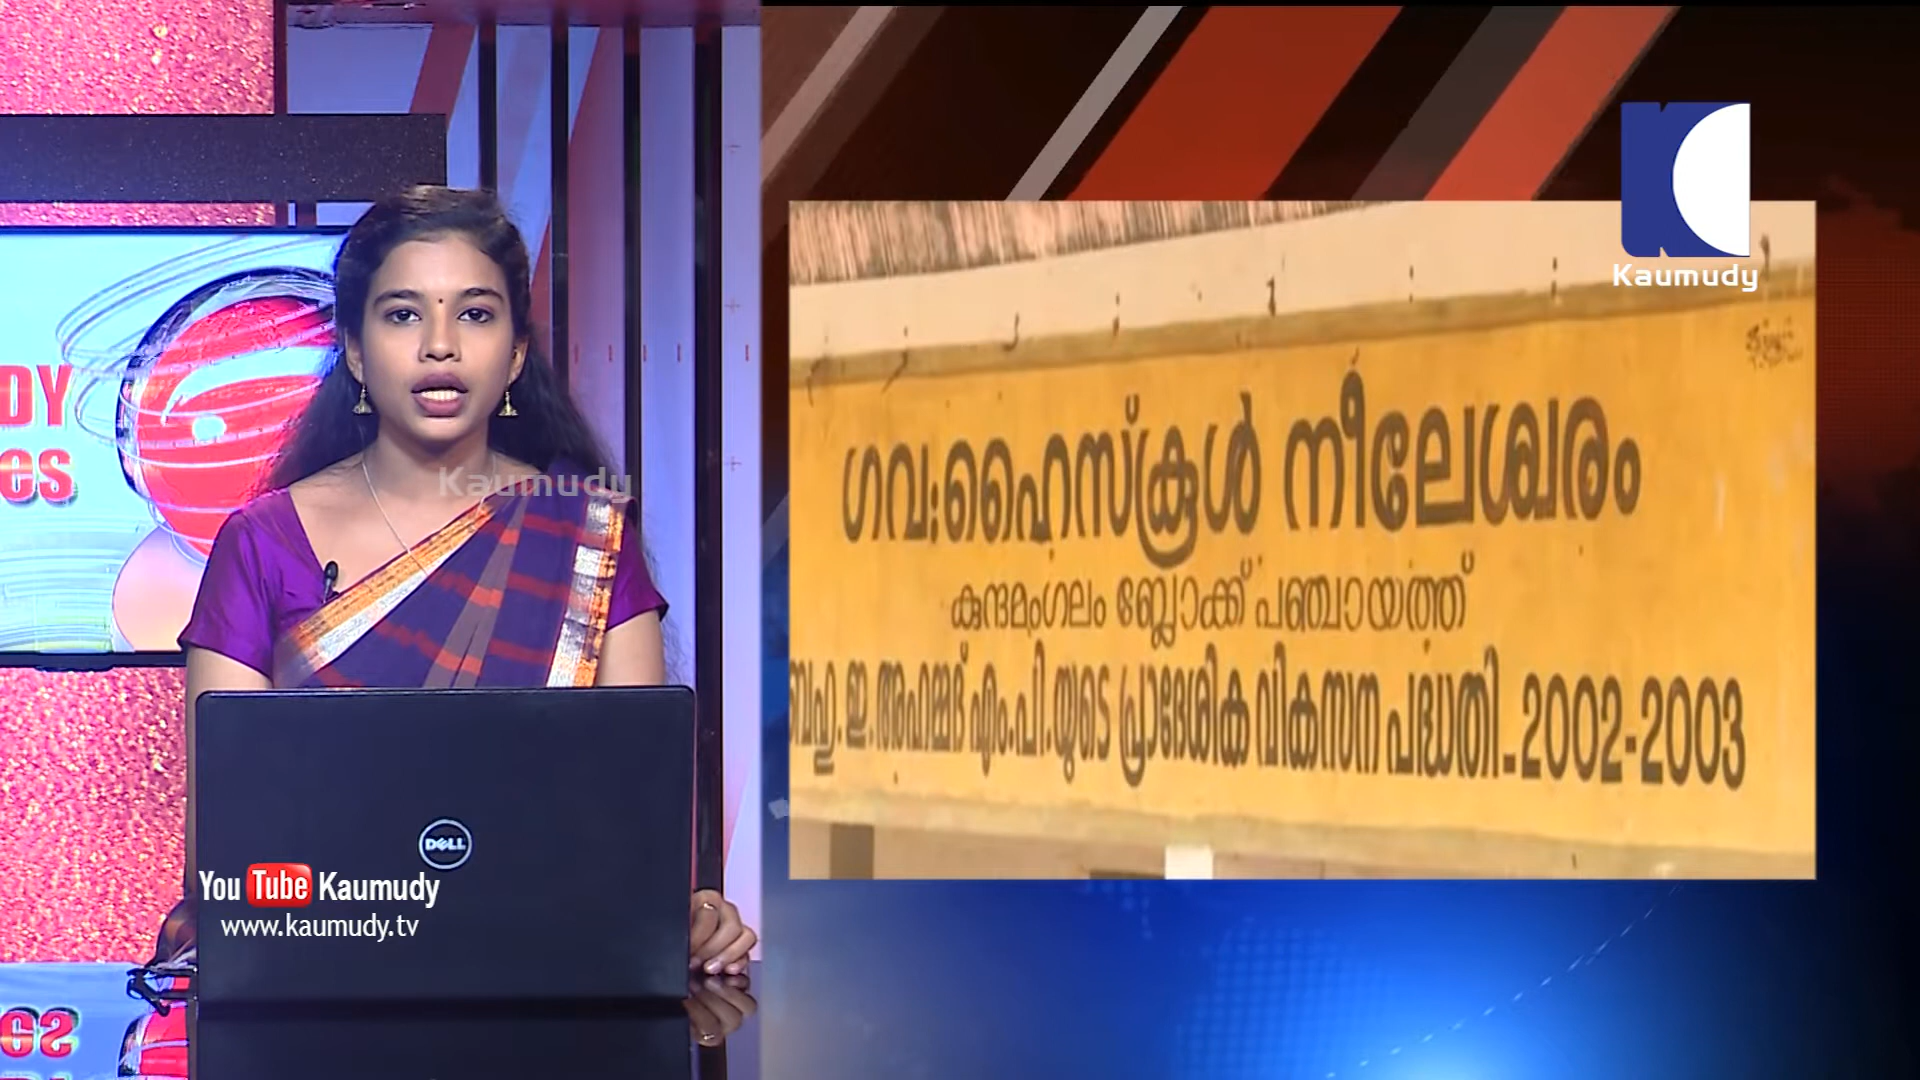 DY
es
Kaumudy
DELL
You Tube Kaumudy
www.kaumudy.tv
Kaumudy
ഗവ:ഹൈസ്കൂൾ നീലേശ്വരം
കുന്ദമംഗലം ബ്ലോക്ക് പഞ്ചായത്ത്
ബഹു.ഇ.അഹമ്മദ് എം.പി.യുടെ പ്രാദേശിക വികസന പദ്ധതി-2002-2003